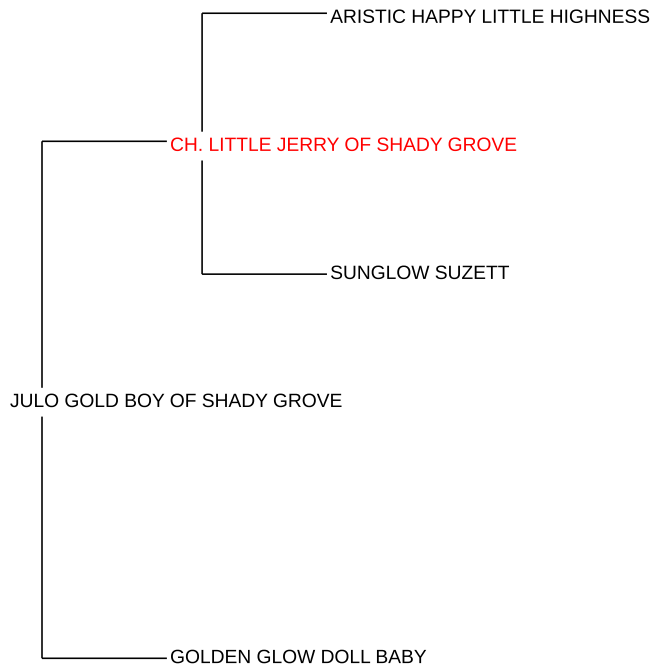 ARISTIC HAPPY LITTLE HIGHNESS
CH. LITTLE JERRY OF SHADY GROVE
SUNGLOW SUZETT
JULO GOLD BOY OF SHADY GROVE
GOLDEN GLOW DOLL BABY